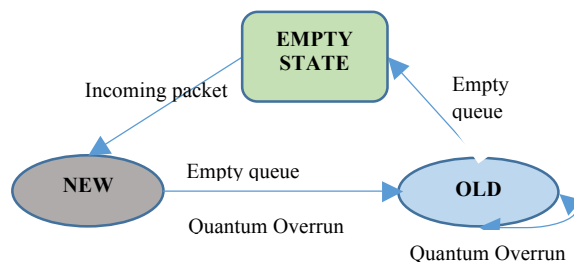 EMPTY
STATE
Incoming packet
Empty
queue
NEW
Empty queue
OLD
Quantum Overrun
Quantum Overrun